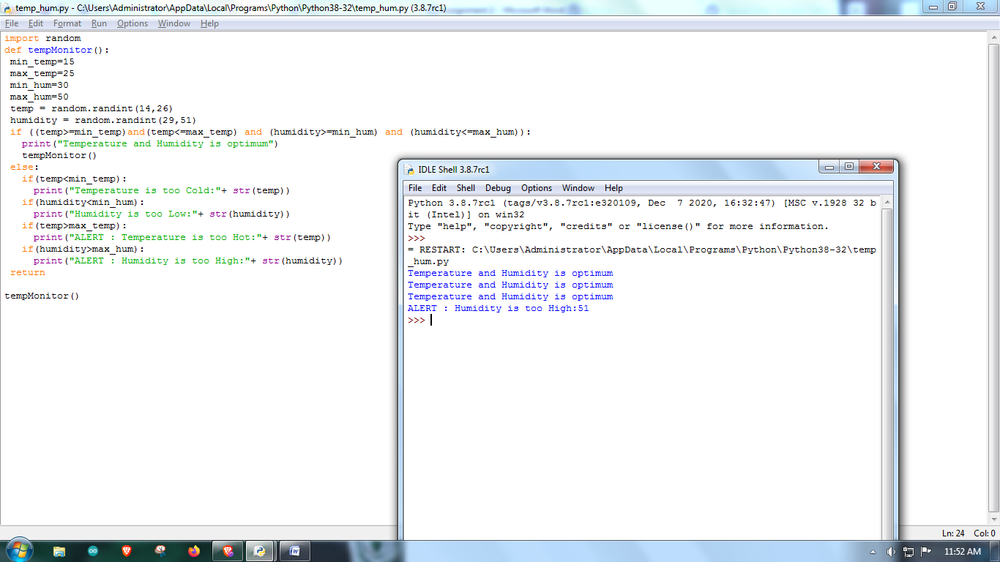 temp_hum.py - C:\Users\Administrator\AppData\Local\Programs\Python\Python38-32\temp_hum.py (3.8.7rc1)
File Edit Format Run Options Window Help
import random
def tempMonitor():
 min_temp=15
 max_temp=25
 min_hum=30
 max_hum=50
 temp = random.randint(14,26)
 humidity = random.randint(29,51)
 if ((temp>=min_temp)and(temp<=max_temp) and (humidity>=min_hum) and (humidity<=max_hum)):
   print("Temperature and Humidity is optimum")
   tempMonitor()
 else:
   if(temp<min_temp):
     print("Temperature is too Cold:"+ str(temp))
   if(humidity<min_hum):
     print("Humidity is too Low:"+ str(humidity))
   if(temp>max_temp):
     print("ALERT : Temperature is too Hot:"+ str(temp))
   if(humidity>max_hum):
     print("ALERT : Humidity is too High:"+ str(humidity))
 return
tempMonitor()
IDLE Shell 3.8.7rc1
File Edit Shell Debug Options Window Help
Python 3.8.7rc1 (tags/v3.8.7rc1:e320109, Dec  7 2020, 16:32:47) [MSC v.1928 32 b
it (Intel)] on win32
Type "help", "copyright", "credits" or "license()" for more information.
>>>
= RESTART: C:\Users\Administrator\AppData\Local\Programs\Python\Python38-32\temp
_hum.py
Temperature and Humidity is optimum
Temperature and Humidity is optimum
Temperature and Humidity is optimum
ALERT : Humidity is too High:51
>>>
Ln: 24 Col: 0
11:52 AM